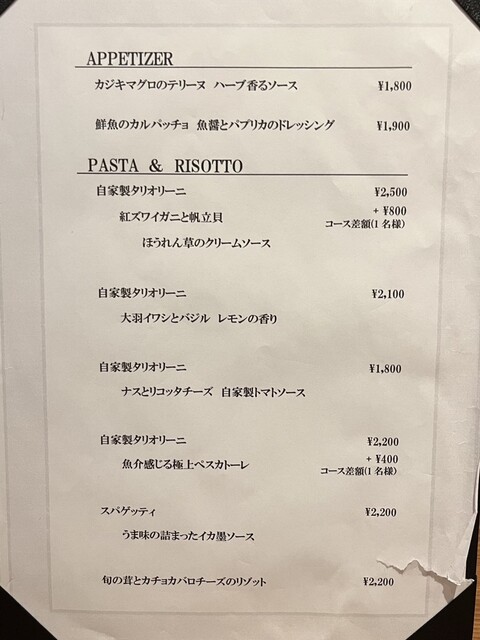 APPETIZER
カジキマグロのテリーヌ ハーブ香るソース ¥1,800
鮮魚のカルパッチョ 魚醤とパプリカのドレッシング ¥1,900
PASTA & RISOTTO
自家製タリオリーニ ¥2,500
紅ズワイガニと帆立貝 + ¥800
コース差額(1名様)
ほうれん草のクリームソース
自家製タリオリーニ ¥2,100
大羽イワシとバジル レモンの香り
自家製タリオリーニ ¥1,800
ナスとリコッタチーズ 自家製トマトソース
自家製タリオリーニ ¥2,200
魚介感じる極上ペスカトーレ + ¥400
コース差額(1名様)
スパゲッティ ¥2,200
うま味の詰まったイカ墨ソース
旬の茸とカチョカバロチーズのリゾット ¥2,200